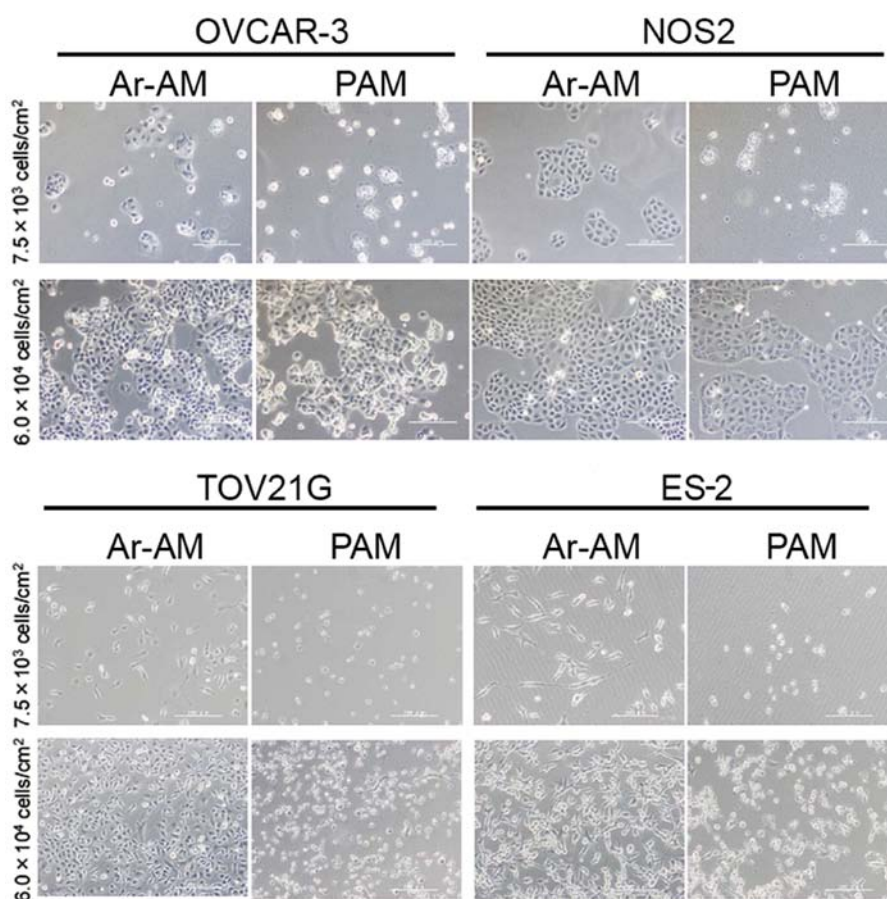 OVCAR-3 NOS2
Ar-AM PAM Ar-AM PAM
7.5 × 10³ cells/cm²
6.0 × 10⁴ cells/cm²
TOV21G ES-2
Ar-AM PAM Ar-AM PAM
7.5 × 10³ cells/cm²
6.0 × 10⁴ cells/cm²